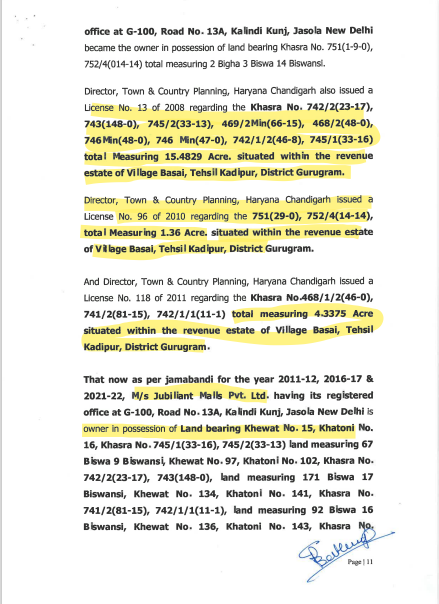 office at G-100, Road No. 13A, Kalindi Kunj, Jasola New Delhi
became the owner in possession of land bearing Khasra No. 751(1-9-0),
752/4(014-14) total measuring 2 Bigha 3 Biswa 14 Biswansi.
Director, Town & Country Planning, Haryana Chandigarh also issued a
License No. 13 of 2008 regarding the Khasra No. 742/2(23-17),
743(148-0), 745/2(33-13), 469/2Min(66-15), 468/2(48-0),
746Min(48-0), 746 Min(47-0), 742/1/2(46-8), 745/1(33-16)
total Measuring 15.4829 Acre. situated within the revenue
estate of Village Basai, Tehsil Kadipur, District Gurugram.
Director, Town & Country Planning, Haryana Chandigarh issued a
License No. 96 of 2010 regarding the 751(29-0), 752/4(14-14),
total Measuring 1.36 Acre. situated within the revenue estate
of Village Basai, Tehsil Kadipur, District Gurugram.
And Director, Town & Country Planning, Haryana Chandigarh issued a
License No. 118 of 2011 regarding the Khasra No.468/1/2(46-0),
741/2(81-15), 742/1/1(11-1) total measuring 4.3375 Acre
situated within the revenue estate of Village Basai, Tehsil
Kadipur, District Gurugram.
That now as per jamabandi for the year 2011-12, 2016-17 &
2021-22, M/s Jubiliant Malls Pvt. Ltd. having its registered
office at G-100, Road No. 13A, Kalindi Kunj, Jasola New Delhi is
owner in possession of Land bearing Khewat No. 15, Khatoni No.
16, Khasra No. 745/1(33-16), 745/2(33-13) land measuring 67
Biswa 9 Biswansi, Khewat No. 97, Khatoni No. 102, Khasra No.
742/2(23-17), 743(148-0), land measuring 171 Biswa 17
Biswansi, Khewat No. 134, Khatoni No. 141, Khasra No.
741/2(81-15), 742/1/1(11-1), land measuring 92 Biswa 16
Biswansi, Khewat No. 136, Khatoni No. 143, Khasra No.
Page | 11